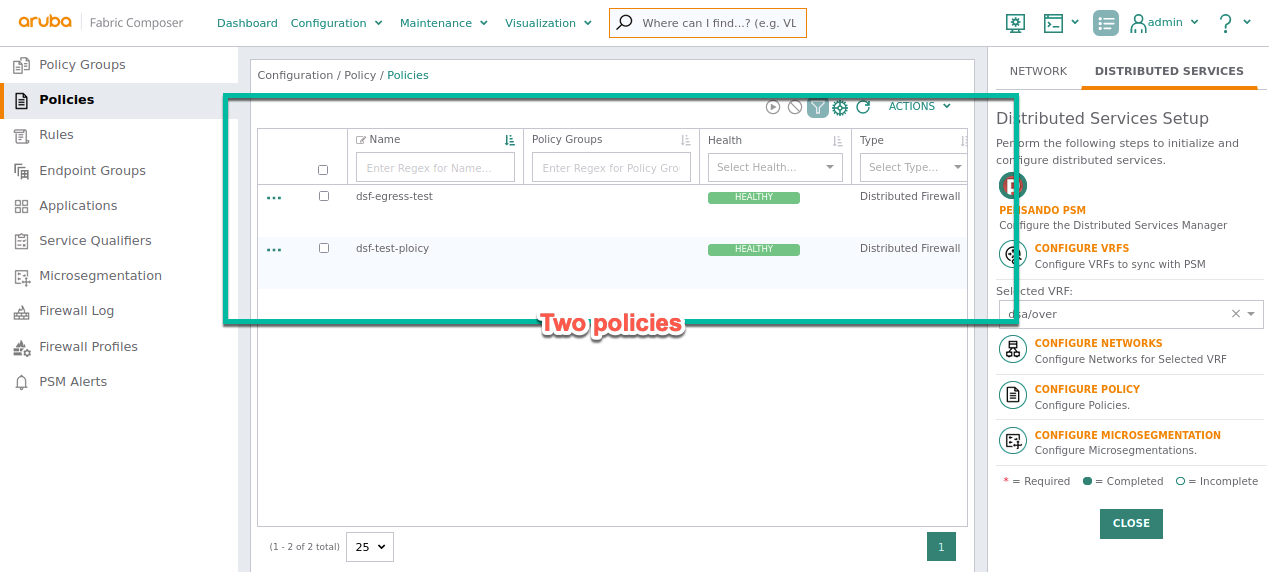 aruba Fabric Composer Dashboard Configuration Maintenance Visualization Where can I find...? (e.g. VL admin ?
Policy Groups
Policies
Rules
Endpoint Groups
Applications
Service Qualifiers
Microsegmentation
Firewall Log
Firewall Profiles
PSM Alerts
Configuration / Policy / Policies
ACTIONS
Name Policy Groups Health Type
Enter Regex for Name... Enter Regex for Policy Grou Select Health... Select Type...
dsf-egress-test HEALTHY Distributed Firewall
dsf-test-ploicy HEALTHY Distributed Firewall
Two policies
(1 - 2 of 2 total) 25 1
NETWORK DISTRIBUTED SERVICES
Distributed Services Setup
Perform the following steps to initialize and
configure distributed services.
PENSANDO PSM
Configure the Distributed Services Manager
CONFIGURE VRFS
Configure VRFs to sync with PSM
Selected VRF:
dsa/over
CONFIGURE NETWORKS
Configure Networks for Selected VRF
CONFIGURE POLICY
Configure Policies.
CONFIGURE MICROSEGMENTATION
Configure Microsegmentations.
* = Required = Completed = Incomplete
CLOSE